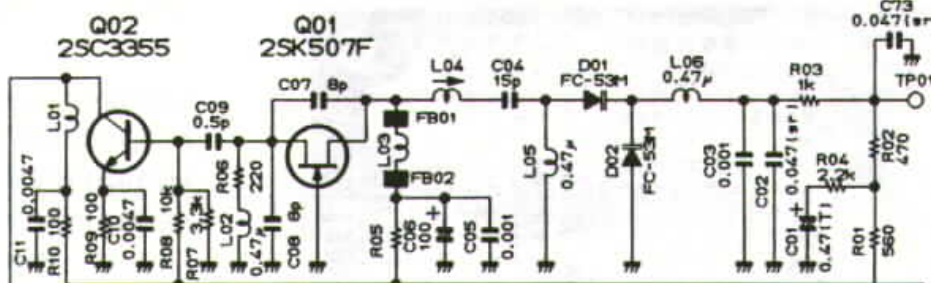 Q02
2SC3355
Q01
2SK507F
C73
0.047(sr)
C07 8p
L04
C04
15p
D01
FC-53M
L06
0.47μ
R03
1k
TP01
L01
C09
0.5p
FB01
L03
FB02
L05
0.47μ
D02
FC-53M
C03
0.001
C02
0.047(sr)
R04
2.2k
R02
470
R06
220
L02
0.47μ
C08
8p
C11
0.0047
R10
100
R09
100
C10
0.0047
R08
10k
R07
3.3k
R05
C06
100
+
C05
0.001
C01
+
0.47(T)
R01
560